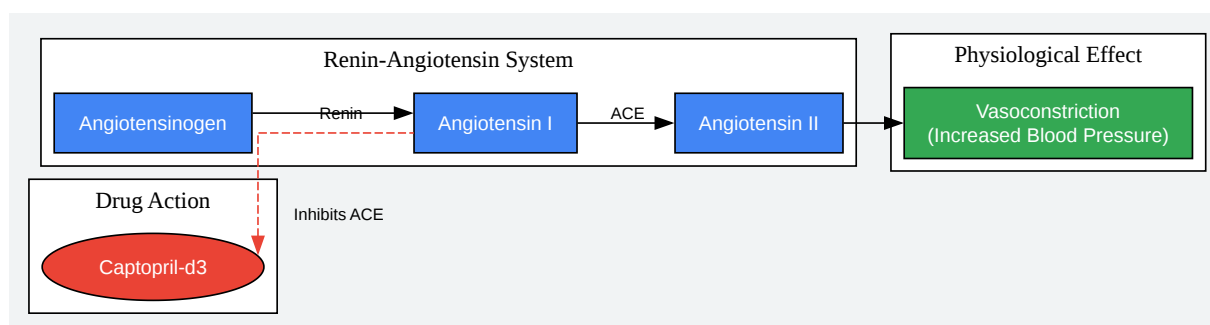 Renin-Angiotensin System
Physiological Effect
Angiotensinogen
Renin
Angiotensin I
ACE
Angiotensin II
Vasoconstriction
(Increased Blood Pressure)
Drug Action
Inhibits ACE
Captopril-d3